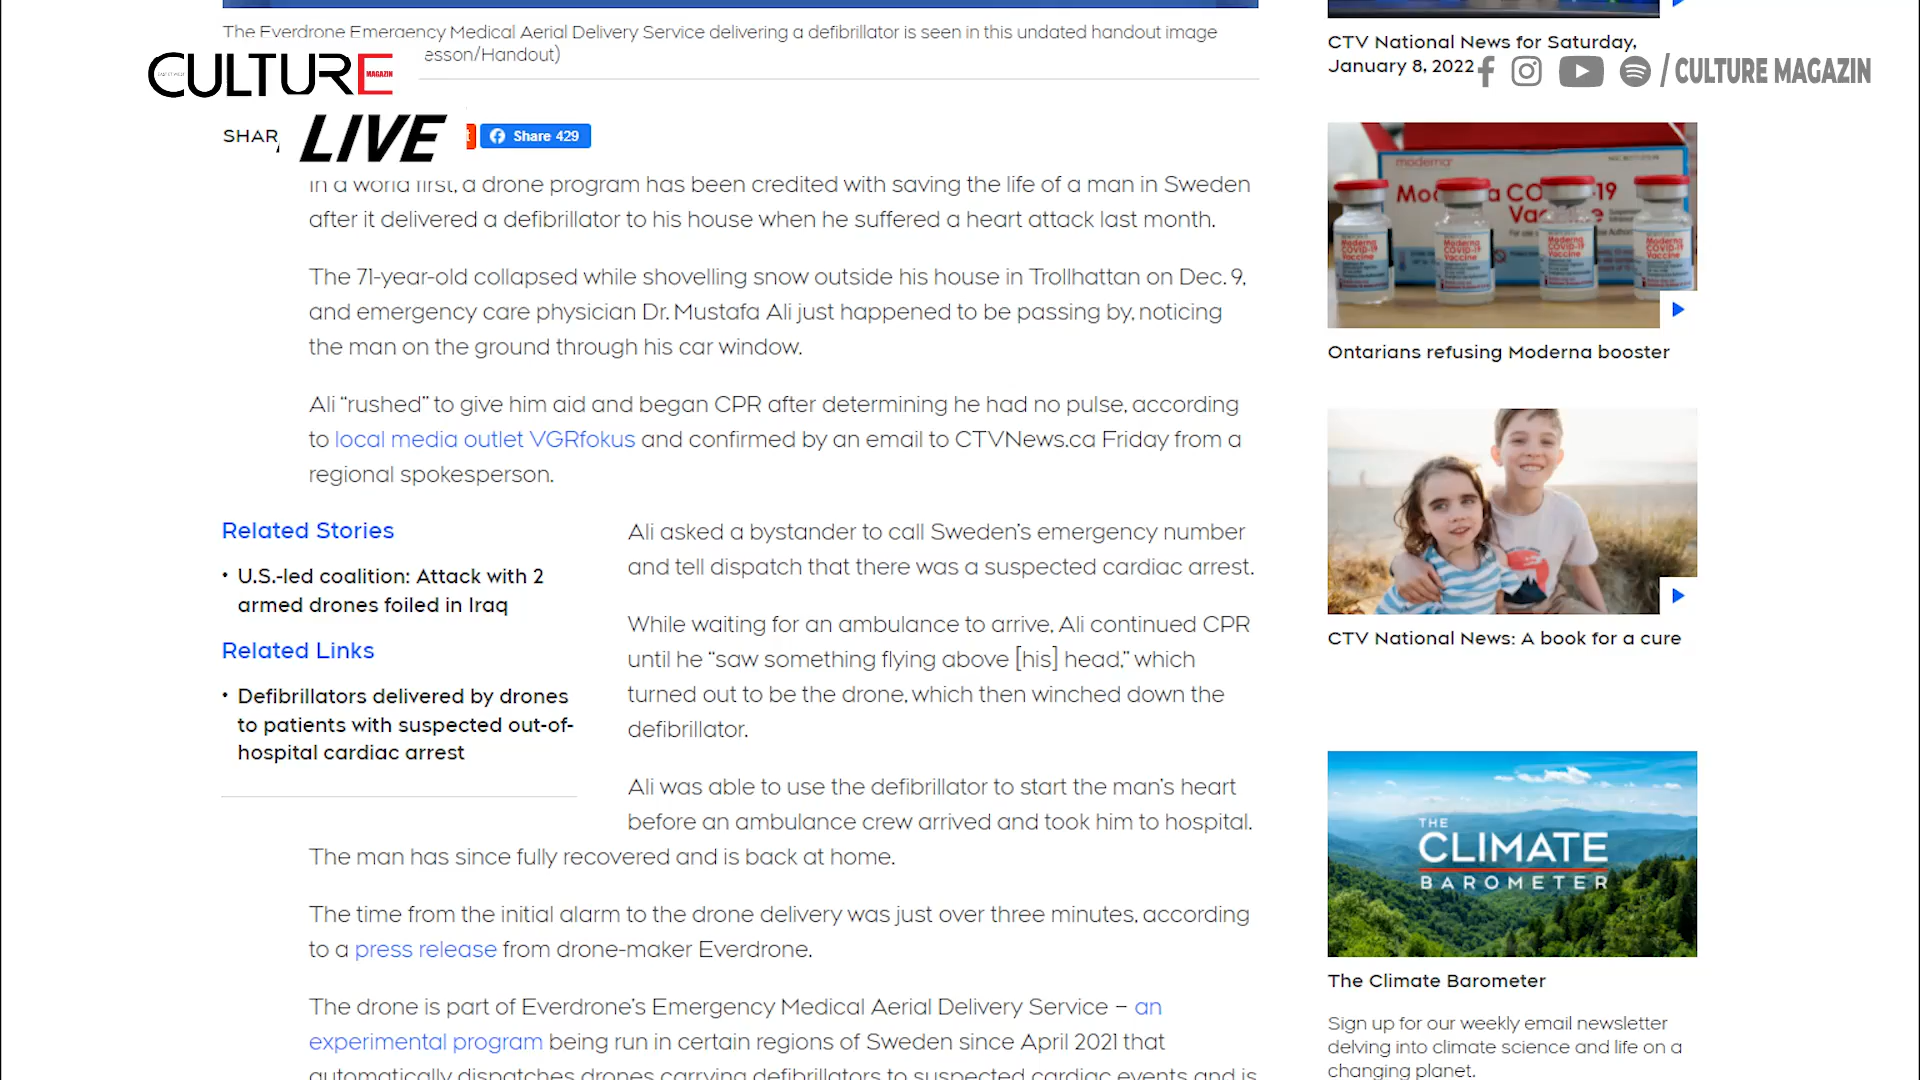 The Everdrone Emergency Medical Aerial Delivery Service delivering a defibrillator is seen in this undated handout image
esson/Handout)
CULTURE
MAGAZIN
LIVE
SHAR
Share 429
In a world first, a drone program has been credited with saving the life of a man in Sweden
after it delivered a defibrillator to his house when he suffered a heart attack last month.
The 71-year-old collapsed while shovelling snow outside his house in Trollhattan on Dec. 9,
and emergency care physician Dr. Mustafa Ali just happened to be passing by, noticing
the man on the ground through his car window.
Ali “rushed” to give him aid and began CPR after determining he had no pulse, according
to local media outlet VGRfokus and confirmed by an email to CTVNews.ca Friday from a
regional spokesperson.
Related Stories
• U.S.-led coalition: Attack with 2
armed drones foiled in Iraq
Related Links
• Defibrillators delivered by drones
to patients with suspected out-of-
hospital cardiac arrest
Ali asked a bystander to call Sweden’s emergency number
and tell dispatch that there was a suspected cardiac arrest.
While waiting for an ambulance to arrive, Ali continued CPR
until he “saw something flying above [his] head,” which
turned out to be the drone, which then winched down the
defibrillator.
Ali was able to use the defibrillator to start the man’s heart
before an ambulance crew arrived and took him to hospital.
The man has since fully recovered and is back at home.
The time from the initial alarm to the drone delivery was just over three minutes, according
to a press release from drone-maker Everdrone.
The drone is part of Everdrone’s Emergency Medical Aerial Delivery Service – an
experimental program being run in certain regions of Sweden since April 2021 that
automatically dispatches drones carrying defibrillators to suspected cardiac events and is
CTV National News for Saturday,
January 8, 2022
/ CULTURE MAGAZIN
moderna
Moderna COVID-19
Vaccine
Ontarians refusing Moderna booster
CTV National News: A book for a cure
THE
CLIMATE
BAROMETER
The Climate Barometer
Sign up for our weekly email newsletter
delving into climate science and life on a
changing planet.